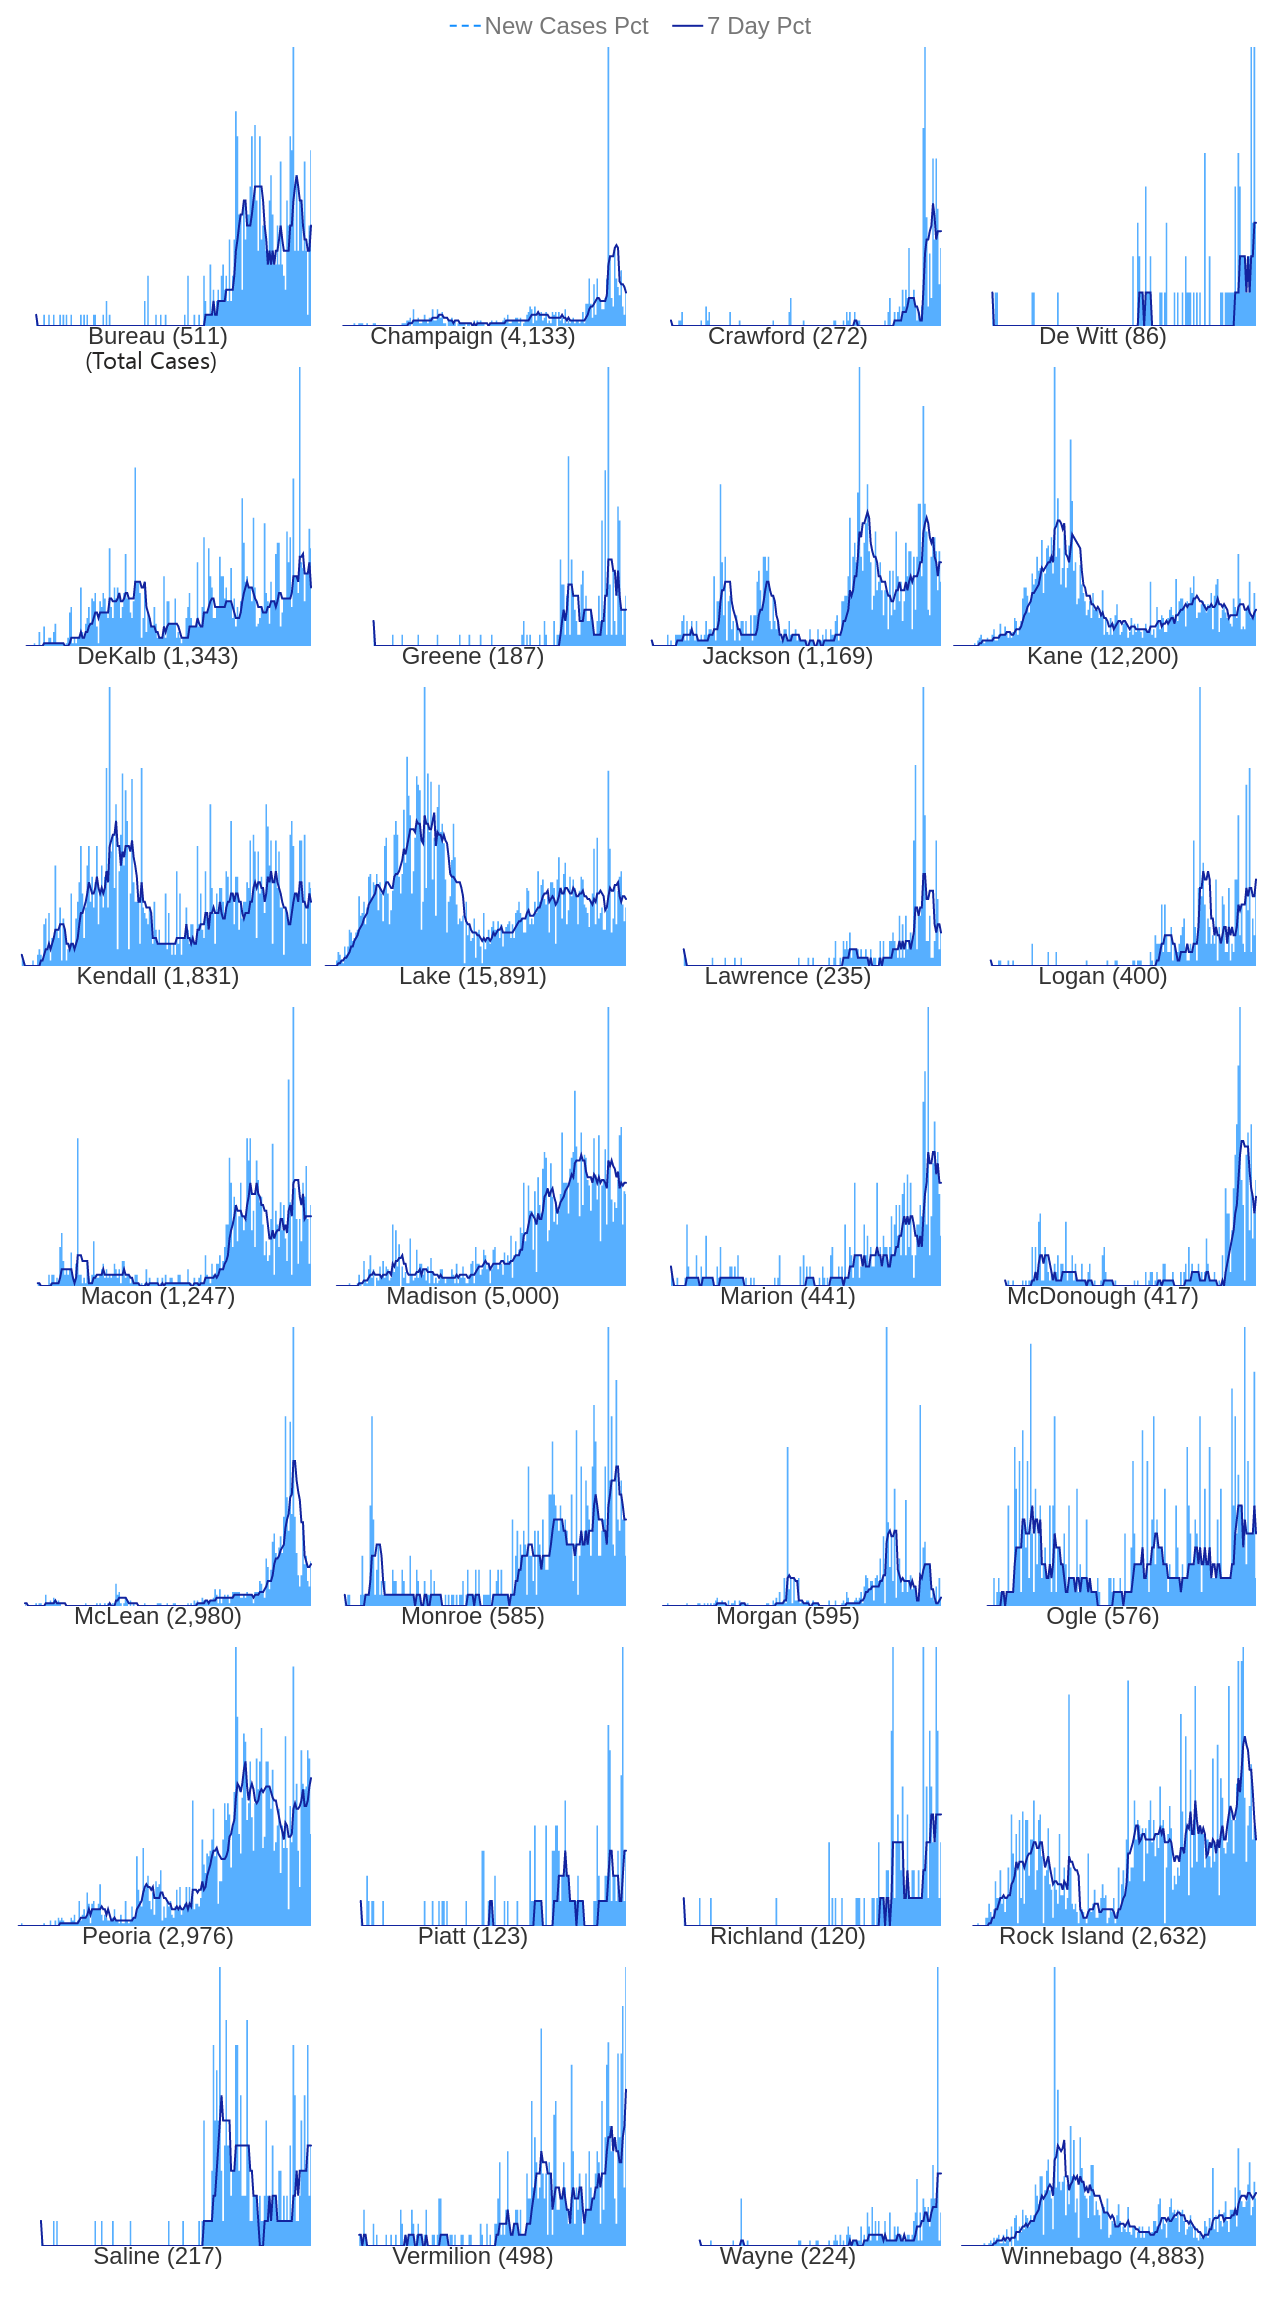 New Cases Pct 7 Day Pct
Bureau (511) Champaign (4,133) Crawford (272) De Witt (86)
(Total Cases)
DeKalb (1,343) Greene (187) Jackson (1,169) Kane (12,200)
Kendall (1,831) Lake (15,891) Lawrence (235) Logan (400)
Macon (1,247) Madison (5,000) Marion (441) McDonough (417)
McLean (2,980) Monroe (585) Morgan (595) Ogle (576)
Peoria (2,976) Piatt (123) Richland (120) Rock Island (2,632)
Saline (217) Vermilion (498) Wayne (224) Winnebago (4,883)